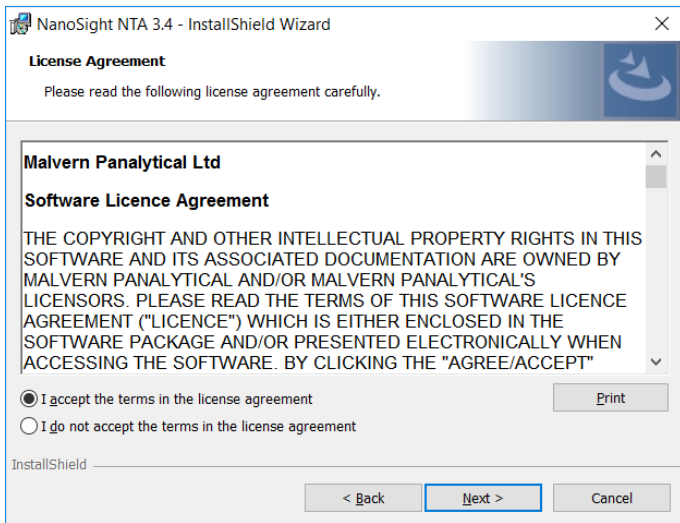 NanoSight NTA 3.4 - InstallShield Wizard
License Agreement
Please read the following license agreement carefully.
Malvern Panalytical Ltd
Software Licence Agreement
THE COPYRIGHT AND OTHER INTELLECTUAL PROPERTY RIGHTS IN THIS
SOFTWARE AND ITS ASSOCIATED DOCUMENTATION ARE OWNED BY
MALVERN PANALYTICAL AND/OR MALVERN PANALYTICAL'S
LICENSORS. PLEASE READ THE TERMS OF THIS SOFTWARE LICENCE
AGREEMENT ("LICENCE") WHICH IS EITHER ENCLOSED IN THE
SOFTWARE PACKAGE AND/OR PRESENTED ELECTRONICALLY WHEN
ACCESSING THE SOFTWARE. BY CLICKING THE "AGREE/ACCEPT"
I accept the terms in the license agreement
Print
I do not accept the terms in the license agreement
InstallShield
< Back
Next >
Cancel